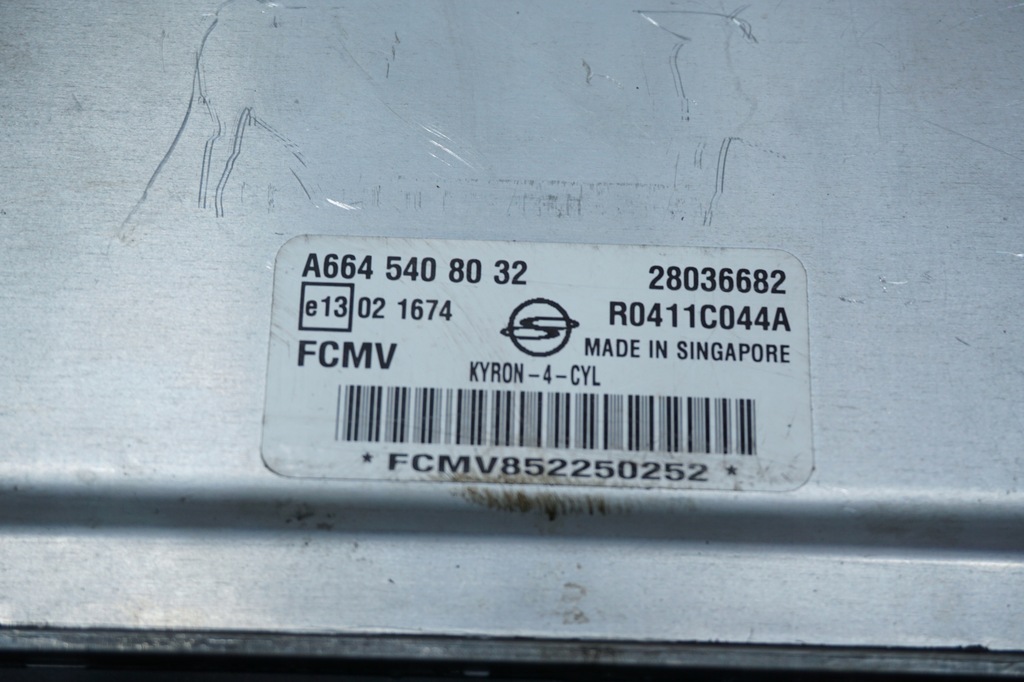 A664 540 80 32 28036682
e13 02 1674 R0411C044A
FCMV MADE IN SINGAPORE
KYRON-4-CYL
* FCMV852250252 *